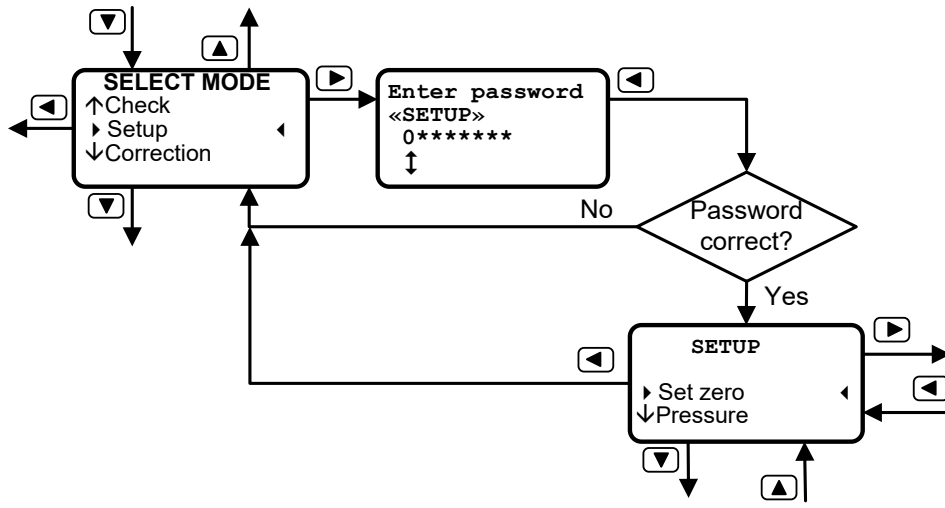 SELECT MODE
↑Check
Setup
↓Correction
Enter password
«SETUP»
0*******
↕
No
Password
correct?
Yes
SETUP
Set zero
↓Pressure